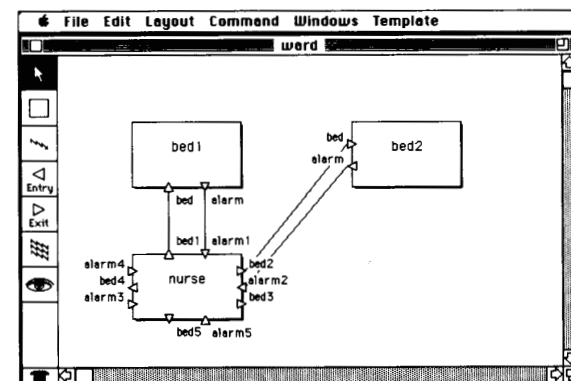 File Edit Layout Command Windows Template
ward
bed1
bed2
bed
alarm
bed
alarm
bed1
alarm1
Entry
Exit
nurse
alarm4
bed4
alarm3
bed2
alarm2
bed3
bed5
alarm5